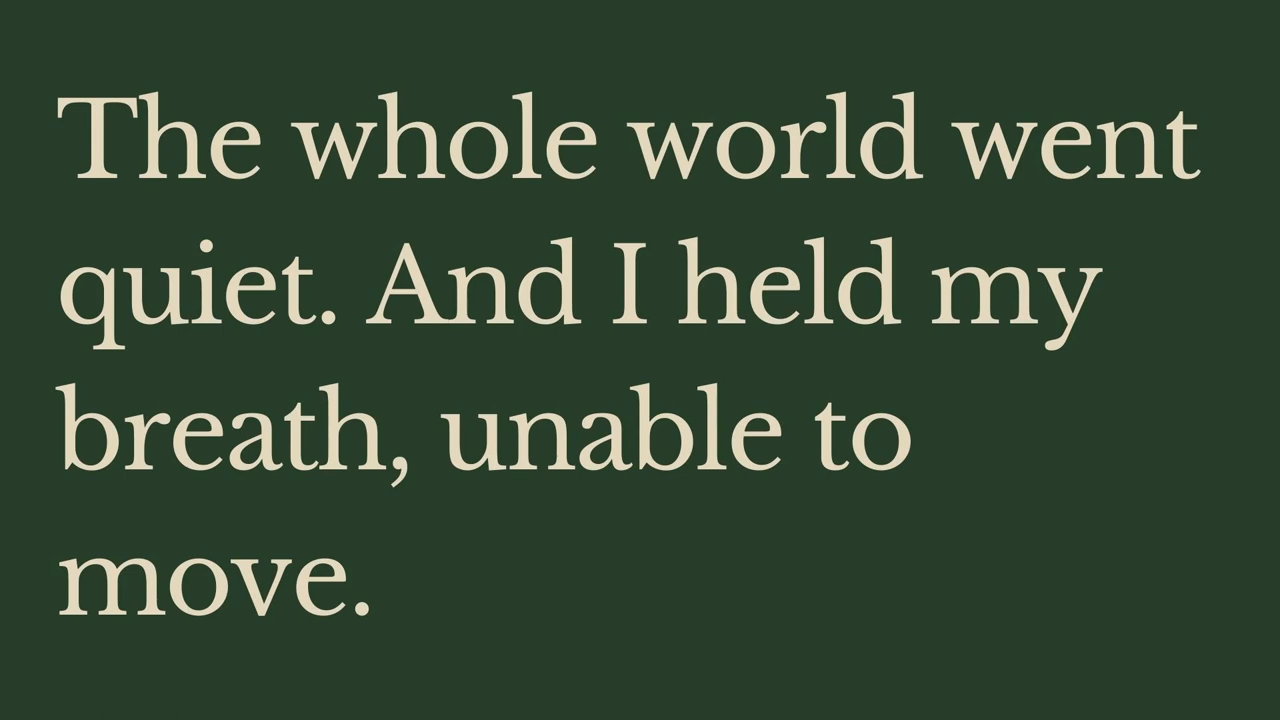 The whole world went
quiet. And I held my
breath, unable to
move.